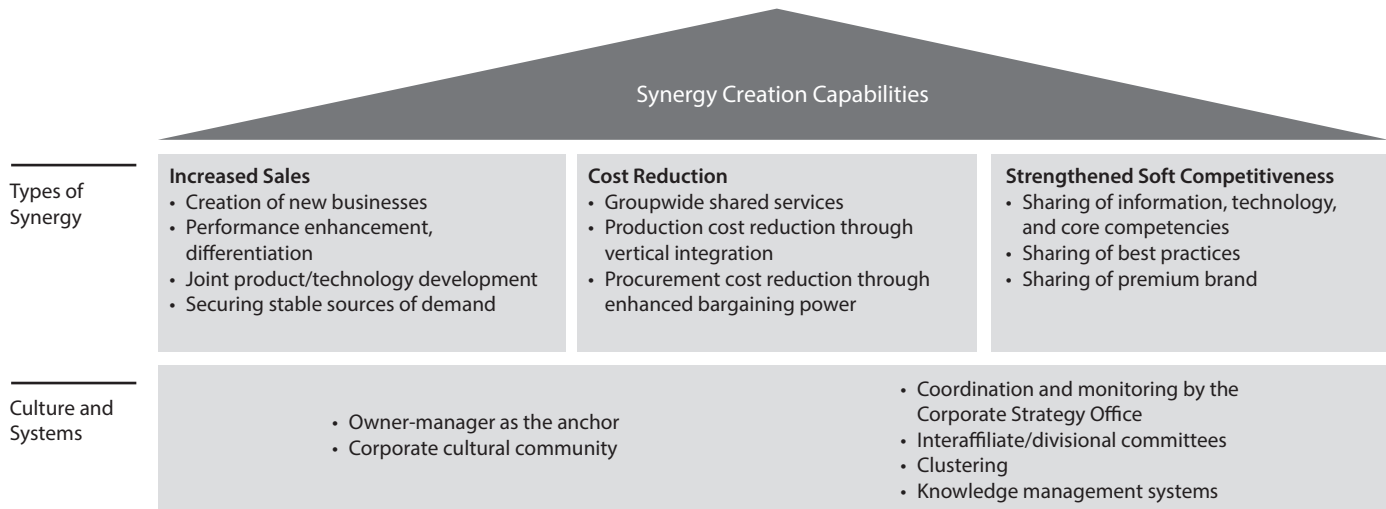 Synergy Creation Capabilities
Types of
Synergy
Increased Sales
• Creation of new businesses
• Performance enhancement,
differentiation
• Joint product/technology development
• Securing stable sources of demand
Cost Reduction
• Groupwide shared services
• Production cost reduction through
vertical integration
• Procurement cost reduction through
enhanced bargaining power
Strengthened Soft Competitiveness
• Sharing of information, technology,
and core competencies
• Sharing of best practices
• Sharing of premium brand
Culture and
Systems
• Owner-manager as the anchor
• Corporate cultural community
• Coordination and monitoring by the
Corporate Strategy Office
• Interaffiliate/divisional committees
• Clustering
• Knowledge management systems